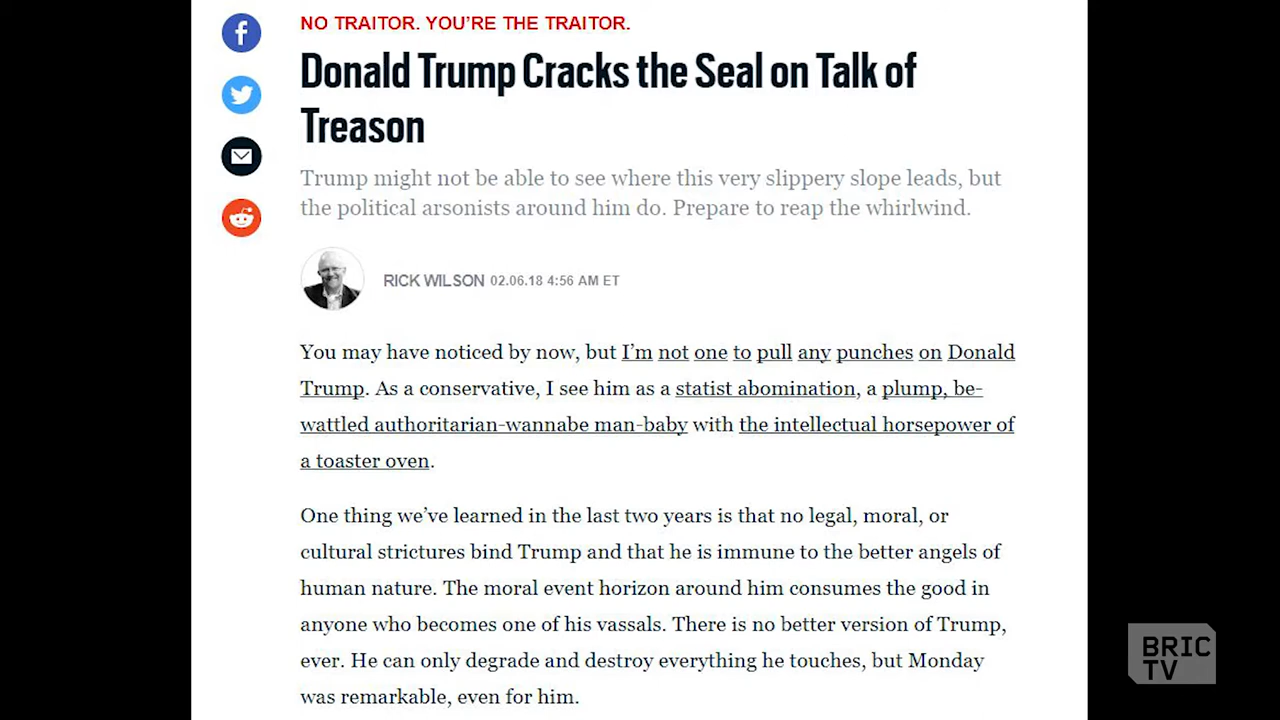 NO TRAITOR. YOU’RE THE TRAITOR.
Donald Trump Cracks the Seal on Talk of
Treason
Trump might not be able to see where this very slippery slope leads, but
the political arsonists around him do. Prepare to reap the whirlwind.
RICK WILSON 02.06.18 4:56 AM ET
You may have noticed by now, but I’m not one to pull any punches on Donald
Trump. As a conservative, I see him as a statist abomination, a plump, be-
wattled authoritarian-wannabe man-baby with the intellectual horsepower of
a toaster oven.
One thing we’ve learned in the last two years is that no legal, moral, or
cultural strictures bind Trump and that he is immune to the better angels of
human nature. The moral event horizon around him consumes the good in
anyone who becomes one of his vassals. There is no better version of Trump,
ever. He can only degrade and destroy everything he touches, but Monday
was remarkable, even for him.
BRIC
TV